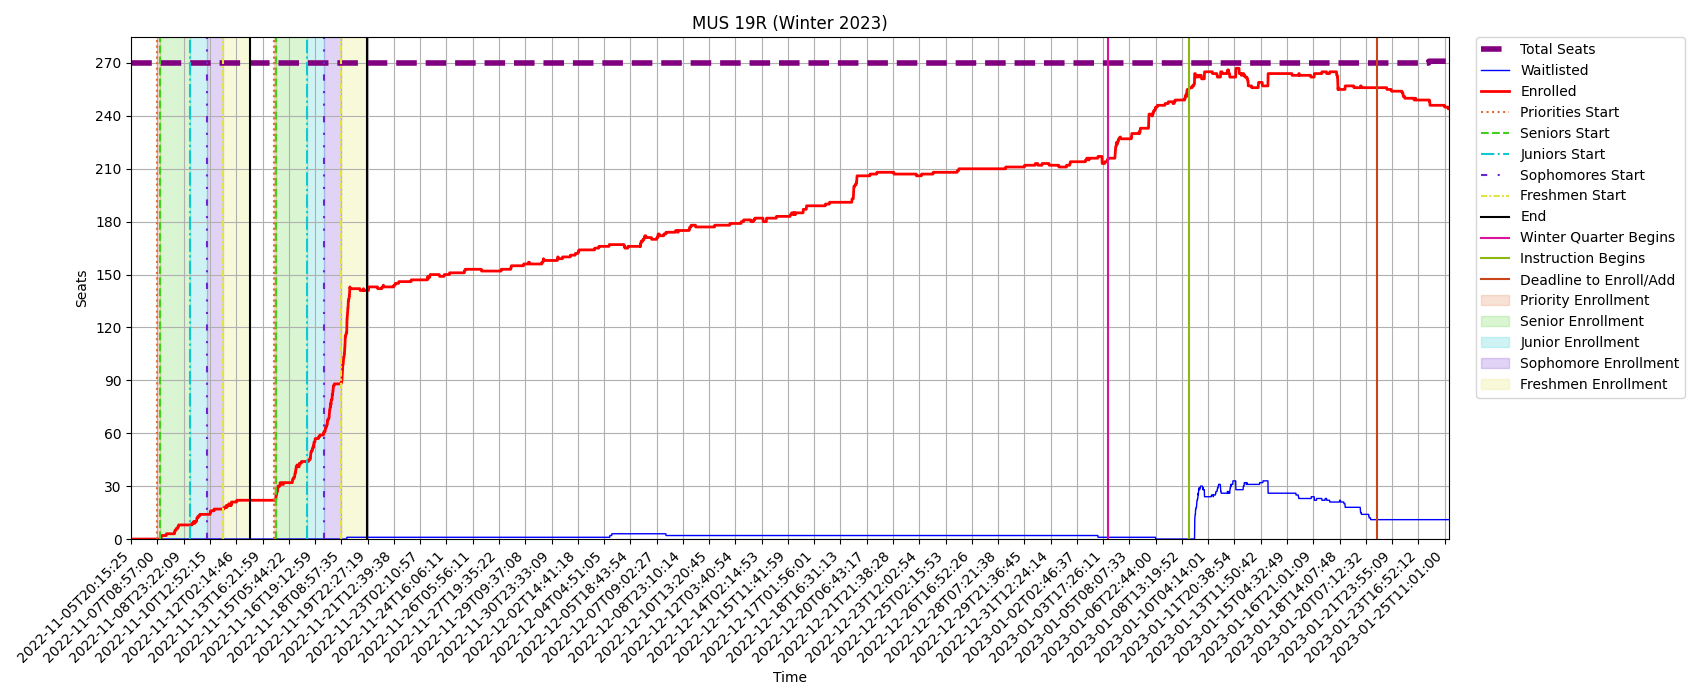 MUS 19R (Winter 2023)
Seats
270
240
210
180
150
120
90
60
30
0
2022-11-05T20:15:25
2022-11-07T08:57:00
2022-11-08T23:22:09
2022-11-10T12:52:15
2022-11-12T02:14:46
2022-11-13T16:21:59
2022-11-15T05:44:22
2022-11-16T19:12:59
2022-11-18T08:57:35
2022-11-19T22:27:19
2022-11-21T12:39:38
2022-11-23T02:10:57
2022-11-24T16:06:11
2022-11-26T05:56:11
2022-11-27T19:35:22
2022-11-29T09:37:08
2022-11-30T23:33:09
2022-12-02T14:41:18
2022-12-04T04:51:05
2022-12-05T18:43:54
2022-12-07T09:02:27
2022-12-08T23:10:14
2022-12-10T13:20:45
2022-12-12T03:40:54
2022-12-14T02:14:53
2022-12-15T11:41:59
2022-12-17T01:56:01
2022-12-18T16:31:13
2022-12-20T06:43:17
2022-12-21T21:38:28
2022-12-23T12:02:54
2022-12-25T02:15:53
2022-12-26T16:52:26
2022-12-28T07:21:38
2022-12-29T21:36:45
2022-12-31T12:24:14
2023-01-02T02:46:37
2023-01-03T17:26:11
2023-01-05T08:07:33
2023-01-06T22:44:00
2023-01-08T13:19:52
2023-01-10T04:14:01
2023-01-11T20:38:54
2023-01-13T11:50:42
2023-01-15T02:32:49
2023-01-16T21:01:09
2023-01-18T14:07:48
2023-01-20T07:12:32
2023-01-21T23:55:09
2023-01-23T16:52:12
2023-01-25T11:01:00
Time
Total Seats
Waitlisted
Enrolled
Priorities Start
Seniors Start
Juniors Start
Sophomores Start
Freshmen Start
End
Winter Quarter Begins
Instruction Begins
Deadline to Enroll/Add
Priority Enrollment
Senior Enrollment
Junior Enrollment
Sophomore Enrollment
Freshmen Enrollment